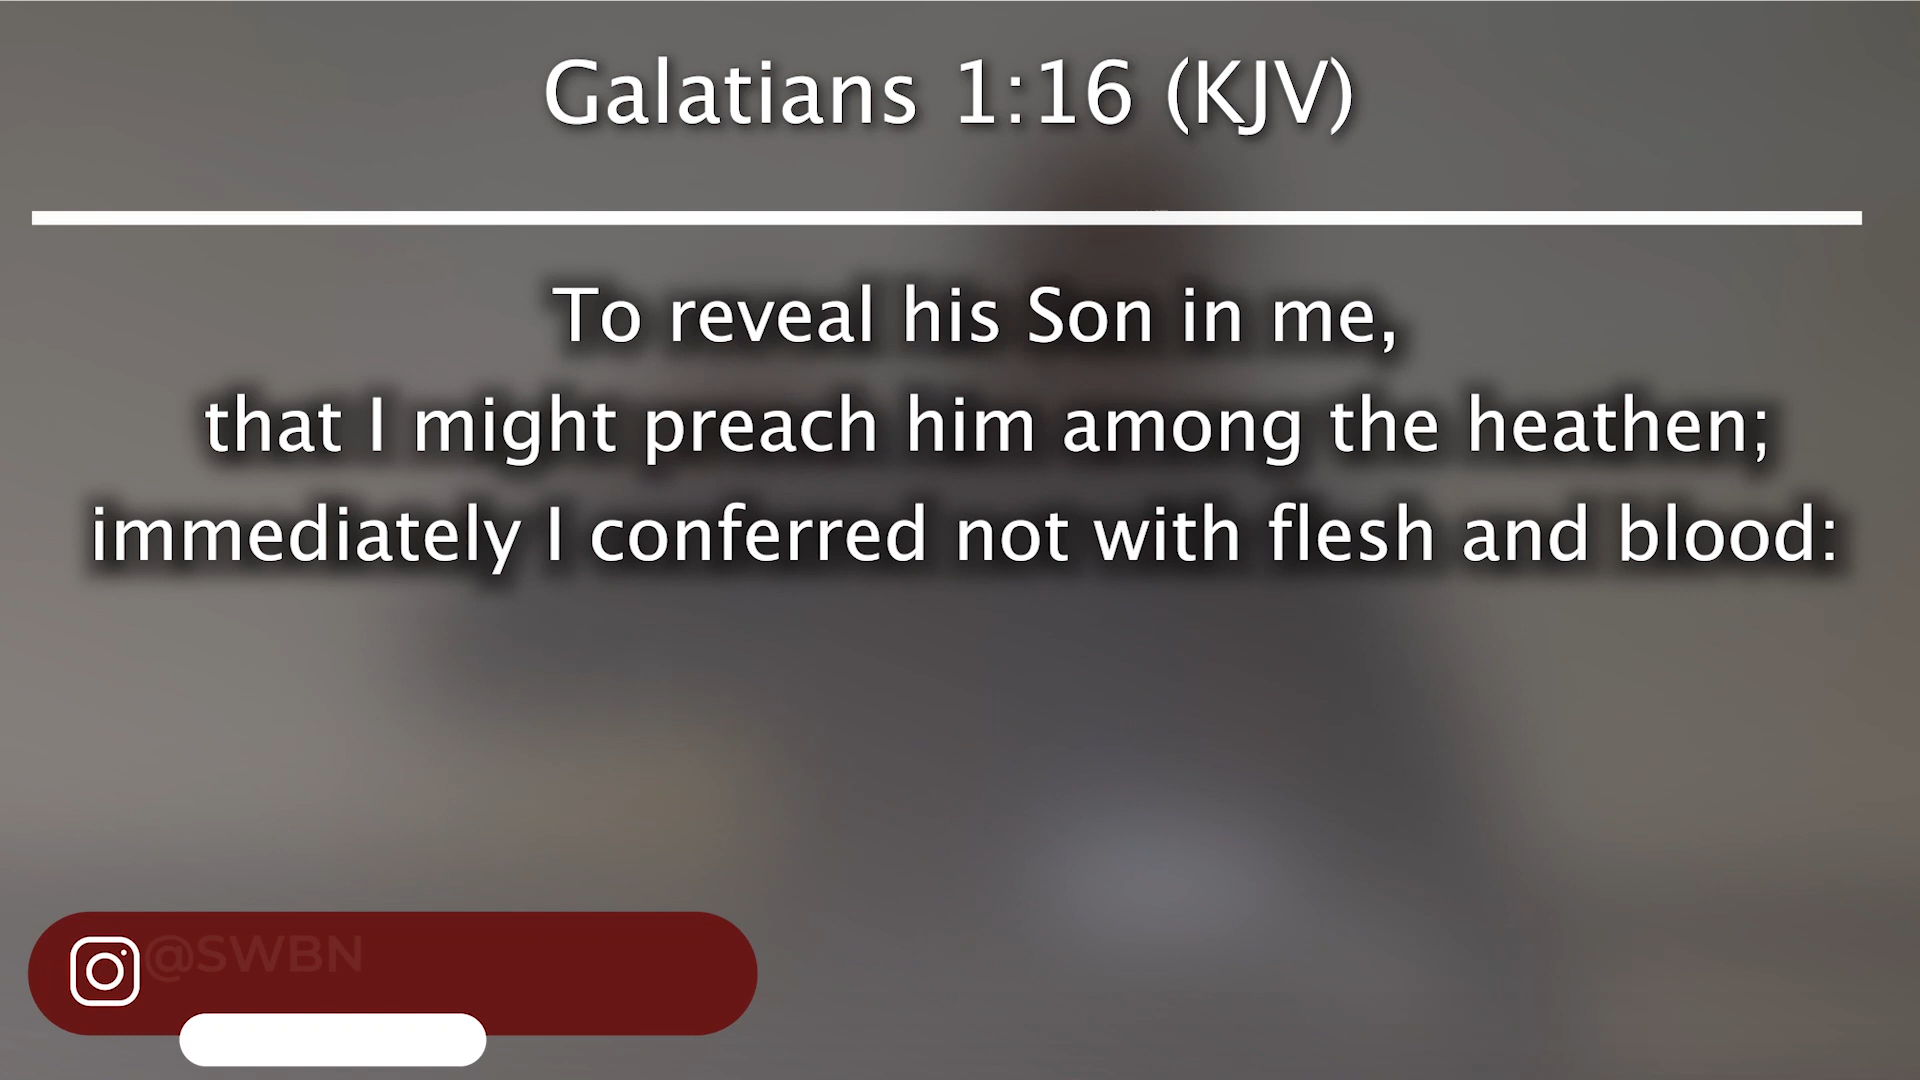 Galatians 1:16 (KJV)
To reveal his Son in me,
that I might preach him among the heathen;
immediately I conferred not with flesh and blood:
@SWBN